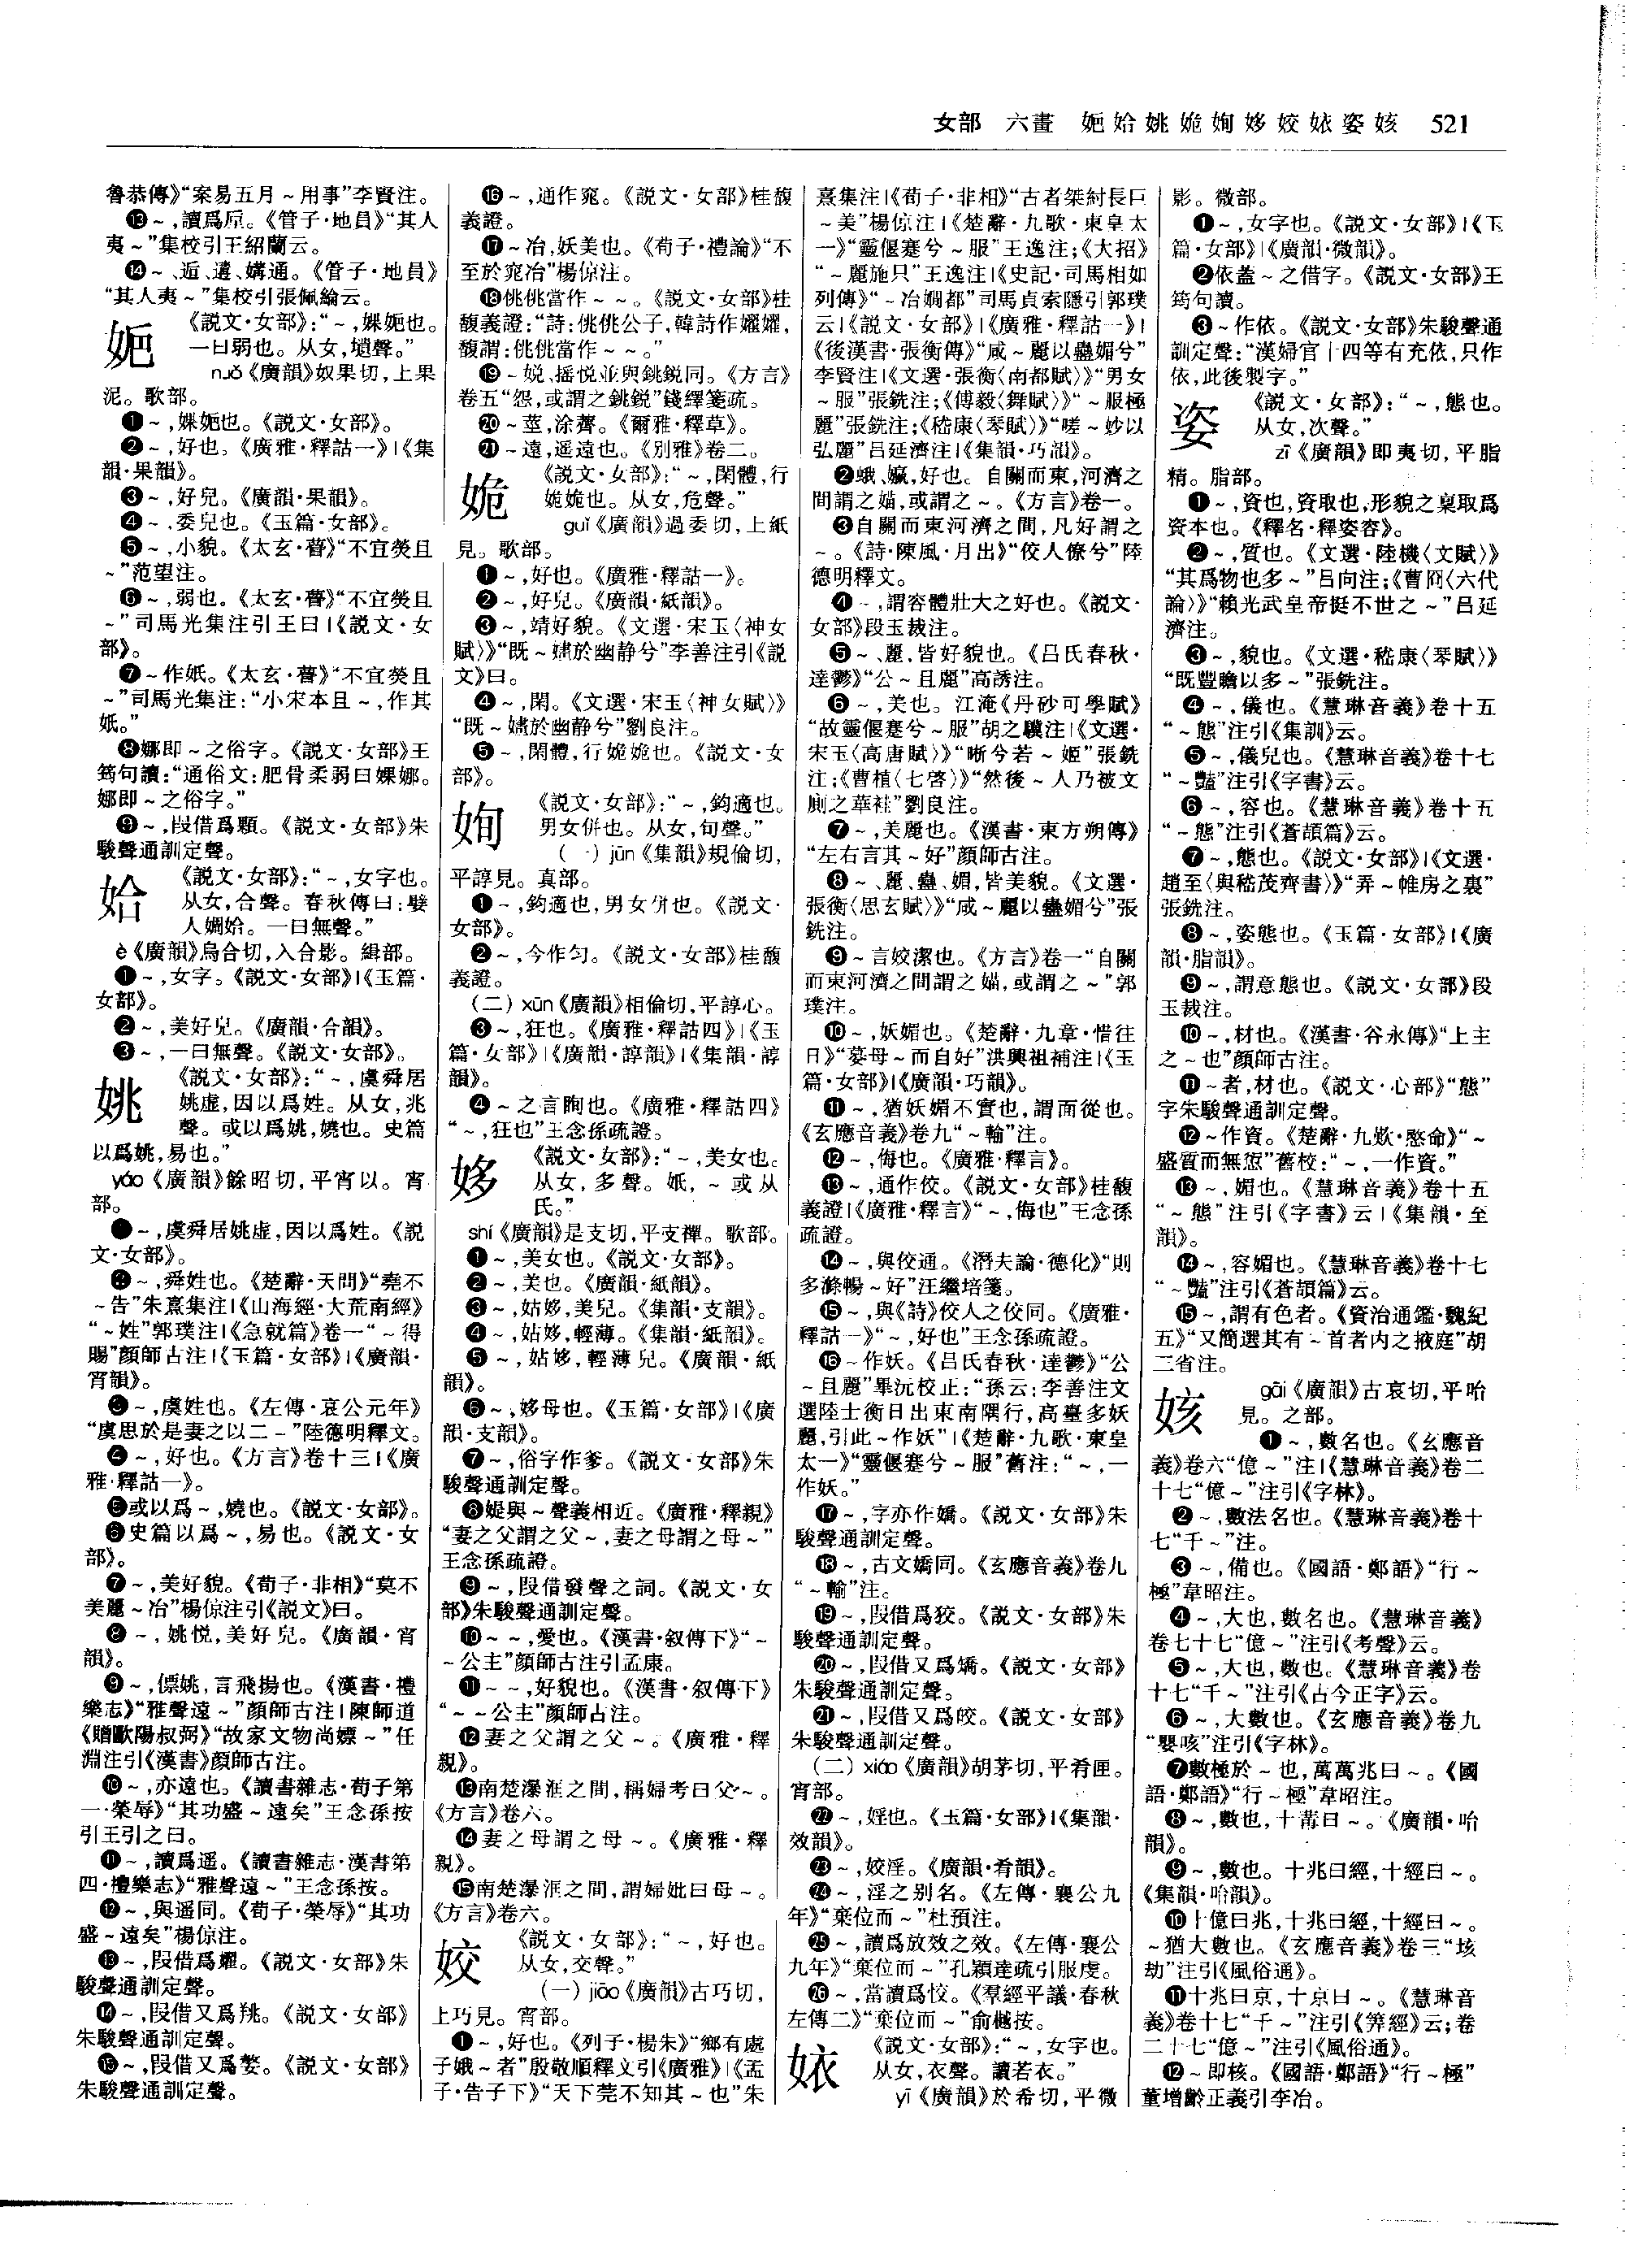 女部　六畫　㛂姶姚姽姰姼姣㛄姿姟　521
魯恭傳》“案易五月～用事”李賢注。
⓭～,讀爲原。《管子·地員》“其人
夷～”集校引王紹蘭云。
⓮～、逅、遘、媾通。《管子·地員》
“其人夷～”集校引張佩綸云。
《説文·女部》:“～,婐㛂也。
一曰弱也。从女,𡰪聲。”
nuǒ《廣韻》奴果切,上果
泥。歌部。
❶～,婐㛂也。《説文·女部》。
❷～,好也。《廣雅·釋詁一》|《集
韻·果韻》。
❸～,好皃。《廣韻·果韻》。
❹～,委皃也。《玉篇·女部》。
❺～,小貌。《太玄·瞢》“不宜熒且
～”范望注。
❻～,弱也。《太玄·瞢》“不宜熒且
～”司馬光集注引王曰|《説文·女
部》。
❼～作妧。《太玄·瞢》“不宜熒且
～”司馬光集注:“小宋本且～,作其
妧。”
❽娜即～之俗字。《説文·女部》王
筠句讀:“通俗文:肥骨柔弱曰婐娜。
娜即～之俗字。”
❾～,叚借爲顆。《説文·女部》朱
駿聲通訓定聲。
姶
《説文·女部》:“～,女字也。
从女,合聲。春秋傳曰:嬖
人婤姶。一曰無聲。”
è《廣韻》烏合切,入合影。緝部。
❶～,女字。《説文·女部》|《玉篇·
女部》。
❷～,美好皃。《廣韻·合韻》。
❸～,一曰無聲。《説文·女部》。
姚
《説文·女部》:“～,虞舜居
姚虛,因以爲姓。从女,兆
聲。或以爲姚,嬈也。史篇
以爲姚,易也。”
yáo《廣韻》餘昭切,平宵以。宵
部。
●～,虞舜居姚虛,因以爲姓。《説
文·女部》。
❷～,舜姓也。《楚辭·天問》“堯不
～告”朱熹集注|《山海經·大荒南經》
“～姓”郭璞注|《急就篇》卷一“～得
賜”顏師古注|《玉篇·女部》|《廣韻·
宵韻》。
❸～,虞姓也。《左傳·哀公元年》
“虞思於是妻之以二～”陸德明釋文。
❹～,好也。《方言》卷十三|《廣
雅·釋詁一》。
❺或以爲～,嬈也。《説文·女部》。
❻史篇以爲～,易也。《説文·女
部》。
❼～,美好貌。《荀子·非相》“莫不
美麗～冶”楊倞注引《説文》曰。
❽～,姚悦,美好皃。《廣韻·宵
韻》。
❾～,僄姚,言飛揚也。《漢書·禮
樂志》“雅聲遠～”顏師古注|陳師道
《贈歐陽叔弼》“故家文物尚嫖～”任
淵注引《漢書》顏師古注。
❿～,亦遠也。《讀書雜志·荀子第
一·榮辱》“其功盛～遠矣”王念孫按
引王引之曰。
⓫～,讀爲遥。《讀書雜志·漢書第
四·禮樂志》“雅聲遠～”王念孫按。
⓬～,與遥同。《荀子·榮辱》“其功
盛～遠矣”楊倞注。
⓭～,叚借爲燿。《説文·女部》朱
駿聲通訓定聲。
⓮～,叚借又爲珧。《説文·女部》
朱駿聲通訓定聲。
⓯～,叚借又爲媱。《説文·女部》
朱駿聲通訓定聲。
⓰～,通作窕。《説文·女部》桂馥
義證。
⓱～冶,妖美也。《荀子·禮論》“不
至於窕冶”楊倞注。
⓲佻佻當作～～。《説文·女部》桂
馥義證:“詩:佻佻公子,韓詩作嬥嬥,
馥謂:佻佻當作～～。”
⓳～娧,摇悦並與銚鋭同。《方言》
卷五“㼜,或謂之銚鋭”錢繹箋疏。
⓴～莖,涂薺。《爾雅·釋草》。
㉑～遠,遥遠也。《别雅》卷二。
姽
《説文·女部》:“～,閑體,行
姽姽也。从女,危聲。”
guǐ《廣韻》過委切,上紙
見。歌部。
❶～,好也。《廣雅·釋詁一》。
❷～,好皃。《廣韻·紙韻》。
❸～,靖好貌。《文選·宋玉〈神女
賦〉》“既～嫿於幽静兮”李善注引《説
文》曰。
❹～,閑。《文選·宋玉〈神女賦〉》
“既～嫿於幽静兮”劉良注。
❺～,閑體,行姽姽也。《説文·女
部》。
姰
《説文·女部》:“～,鈞適也。
男女併也。从女,旬聲。”
(一)jūn《集韻》規倫切,
平諄見。真部。
❶～,鈞適也,男女併也。《説文·
女部》。
❷～,今作匀。《説文·女部》桂馥
義證。
(二)xūn《廣韻》相倫切,平諄心。
❸～,狂也。《廣雅·釋詁四》|《玉
篇·女部》|《廣韻·諄韻》|《集韻·諄
韻》。
❹～之言眴也。《廣雅·釋詁四》
“～,狂也”王念孫疏證。
姼
《説文·女部》:“～,美女也。
从女,多聲。妧,～或从
氏。”
shí《廣韻》是支切,平支禪。歌部。
❶～,美女也。《説文·女部》。
❷～,美也。《廣韻·紙韻》。
❸～,姑姼,美皃。《集韻·支韻》。
❹～,姑姼,輕薄。《集韻·紙韻》。
❺～,姑姼,輕薄皃。《廣韻·紙
韻》。
❻～,姼母也。《玉篇·女部》|《廣
韻·支韻》。
❼～,俗字作爹。《説文·女部》朱
駿聲通訓定聲。
❽媞與～聲義相近。《廣雅·釋親》
“妻之父謂之父～,妻之母謂之母～”
王念孫疏證。
❾～,叚借發聲之詞。《説文·女
部》朱駿聲通訓定聲。
❿～～,愛也。《漢書·叙傳下》“～
～公主”顏師古注引孟康。
⓫～～,好貌也。《漢書·叙傳下》
“～～公主”顏師古注。
⓬妻之父謂之父～。《廣雅·釋
親》。
⓭南楚瀑洭之間,稱婦考曰父～。
《方言》卷六。
⓮妻之母謂之母～。《廣雅·釋
親》。
⓯南楚瀑洭之間,謂婦妣曰母～。
《方言》卷六。
姣
《説文·女部》:“～,好也。
从女,交聲。”
(一)jiāo《廣韻》古巧切,
上巧見。宵部。
❶～,好也。《列子·楊朱》“鄉有處
子娥～者”殷敬順釋文引《廣雅》|《孟
子·告子下》“天下莞不知其～也”朱
熹集注|《荀子·非相》“古者桀紂長巨
～美”楊倞注|《楚辭·九歌·東皇太
一》“靈偃蹇兮～服”王逸注;《大招》
“～麗施只”王逸注|《史記·司馬相如
列傳》“～冶嫺都”司馬貞索隱引郭璞
云|《説文·女部》|《廣雅·釋詁一》|
《後漢書·張衡傳》“咸～麗以蠱媚兮”
李賢注|《文選·張衡〈南都賦〉》“男女
～服”張銑注;《傅毅〈舞賦〉》“～服極
麗”張銑注;《嵇康〈琴賦〉》“嗟～妙以
弘麗”吕延濟注|《集韻·巧韻》。
❷娥、㜲,好也。自關而東,河濟之
間謂之媌,或謂之～。《方言》卷一。
❸自關而東河濟之間,凡好謂之
～。《詩·陳風·月出》“佼人僚兮”陸
德明釋文。
❹～,謂容體壯大之好也。《説文·
女部》段玉裁注。
❺～、麗,皆好貌也。《吕氏春秋·
達鬱》“公～且麗”高誘注。
❻～,美也。江淹《丹砂可學賦》
“故靈偃蹇兮～服”胡之驥注|《文選·
宋玉〈高唐賦〉》“晣兮若～姬”張銑
注;《曹植〈七啓〉》“然後～人乃被文
縠之華袿”劉良注。
❼～,美麗也。《漢書·東方朔傳》
“左右言其～好”顏師古注。
❽～、麗、蠱、媚,皆美貌。《文選·
張衡〈思玄賦〉》“咸～麗以蠱媚兮”張
銑注。
❾～言姣潔也。《方言》卷一“自關
而東河濟之間謂之媌,或謂之～”郭
璞注。
❿～,妖媚也。《楚辭·九章·惜往
日》“嫫母～而自好”洪興祖補注|《玉
篇·女部》|《廣韻·巧韻》。
⓫～,猶妖媚不實也,謂而從也。
《玄應音義》卷九“～輸”注。
⓬～,侮也。《廣雅·釋言》。
⓭～,通作佼。《説文·女部》桂馥
義證|《廣雅·釋言》“～,侮也”王念孫
疏證。
⓮～,與佼通。《潛夫論·德化》“則
多滌暢～好”汪繼培箋。
⓯～,與《詩》佼人之佼同。《廣雅·
釋詁一》“～,好也”王念孫疏證。
⓰～作妖。《吕氏春秋·達鬱》“公
～且麗”畢沅校正:“孫云:李善注文
選陸士衡日出東南隅行,高臺多妖
麗,引此～作妖”|《楚辭·九歌·東皇
太一》“靈偃蹇兮～服”舊注:“～,一
作妖。”
⓱～,字亦作嬌。《説文·女部》朱
駿聲通訓定聲。
⓲～,古文嬌同。《玄應音義》卷九
“～輸”注。
⓳～,叚借爲狡。《説文·女部》朱
駿聲通訓定聲。
⓴～,叚借又爲憍。《説文·女部》
朱駿聲通訓定聲。
㉑～,叚借又爲皎。《説文·女部》
朱駿聲通訓定聲。
(二)xiáo《廣韻》胡茅切,平肴匣。
宵部。
㉒～,婬也。《玉篇·女部》|《集韻·
效韻》。
㉓～,姣淫。《廣韻·肴韻》。
㉔～,淫之别名。《左傳·襄公九
年》“棄位而～”杜預注。
㉕～,讀爲放效之效。《左傳·襄公
九年》“棄位而～”孔穎達疏引服虔。
㉖～,當讀爲恔。《羣經平議·春秋
左傳二》“棄位而～”俞樾按。
㛄
《説文·女部》:“～,女字也。
从女,衣聲。讀若衣。”
yī《廣韻》於希切,平微
影。微部。
❶～,女字也。《説文·女部》|《玉
篇·女部》|《廣韻·微韻》。
❷依蓋～之借字。《説文·女部》王
筠句讀。
❸～作依。《説文·女部》朱駿聲通
訓定聲:“漢婦官十四等有充依,只作
依,此後製字。”
姿
《説文·女部》:“～,態也。
从女,次聲。”
zī《廣韻》即夷切,平脂
精。脂部。
❶～,資也,資取也,形貌之稟取爲
資本也。《釋名·釋姿容》。
❷～,質也。《文選·陸機〈文賦〉》
“其爲物也多～”吕向注;《曹冏〈六代
論〉》“賴光武皇帝挺不世之～”吕延
濟注。
❸～,貌也。《文選·嵇康〈琴賦〉》
“既豐贍以多～”張銑注。
❹～,儀也。《慧琳音義》卷十五
“～態”注引《集訓》云。
❺～,儀皃也。《慧琳音義》卷十七
“～豔”注引《字書》云。
❻～,容也。《慧琳音義》卷十五
“～態”注引《蒼頡篇》云。
❼～,態也。《説文·女部》|《文選·
趙至〈與嵇茂齊書〉》“弄～帷房之裏”
張銑注。
❽～,姿態也。《玉篇·女部》|《廣
韻·脂韻》。
❾～,謂意態也。《説文·女部》段
玉裁注。
❿～,材也。《漢書·谷永傳》“上主
之～也”顏師古注。
⓫～者,材也。《説文·心部》“態”
字朱駿聲通訓定聲。
⓬～作資。《楚辭·九歎·愍命》“～
盛質而無愆”舊校:“～,一作資。”
⓭～,媚也。《慧琳音義》卷十五
“～態”注引《字書》云|《集韻·至
韻》。
⓮～,容媚也。《慧琳音義》卷十七
“～豔”注引《蒼頡篇》云。
⓯～,謂有色者。《資治通鑑·魏紀
五》“又簡選其有～首者内之掖庭”胡
三省注。
姟
gāi《廣韻》古哀切,平咍
見。之部。
❶～,數名也。《玄應音
義》卷六“億～”注|《慧琳音義》卷二
十七“億～”注引《字林》。
❷～,數法名也。《慧琳音義》卷十
七“千～”注。
❸～,備也。《國語·鄭語》“行～
極”韋昭注。
❹～,大也,數名也。《慧琳音義》
卷七十七“億～”注引《考聲》云。
❺～,大也,數也。《慧琳音義》卷
十七“千～”注引《古今正字》云。
❻～,大數也。《玄應音義》卷九
“嬰咳”注引《字林》。
❼數極於～也,萬萬兆曰～。《國
語·鄭語》“行～極”韋昭注。
❽～,數也,十冓曰～。《廣韻·咍
韻》。
❾～,數也。十兆曰經,十經曰～。
《集韻·咍韻》。
❿十億曰兆,十兆曰經,十經曰～。
～猶大數也。《玄應音義》卷三“垓
劫”注引《風俗通》。
⓫十兆曰京,十京曰～。《慧琳音
義》卷十七“千～”注引《筭經》云;卷
二十七“億～”注引《風俗通》。
⓬～即核。《國語·鄭語》“行～極”
董增齡正義引李冶。